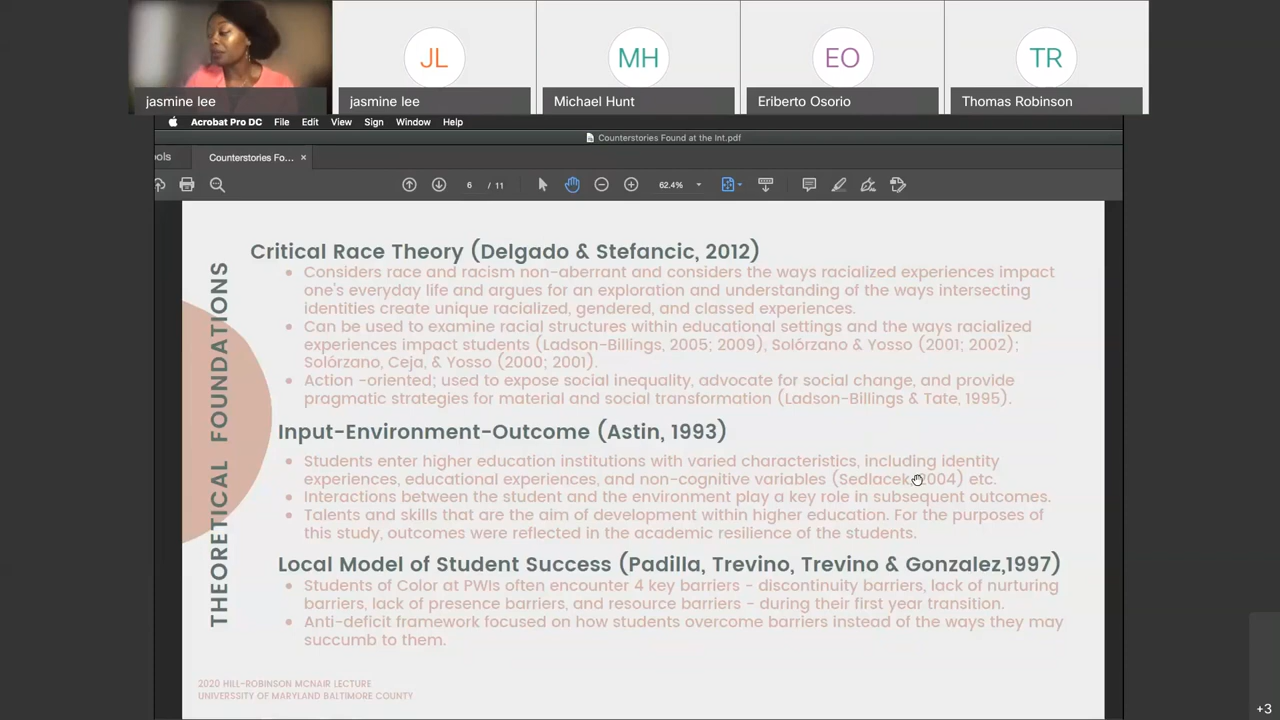 JL
MH
EO
TR
jasmine lee
jasmine lee
Michael Hunt
Eriberto Osorio
Thomas Robinson
Acrobat Pro DC File Edit View Sign Window Help
Counterstories Found at the Int.pdf
ools
Counterstories Fo... ×
6 / 11
62.4%
THEORETICAL FOUNDATIONS
Critical Race Theory (Delgado & Stefancic, 2012)
• Considers race and racism non-aberrant and considers the ways racialized experiences impact
one's everyday life and argues for an exploration and understanding of the ways intersecting
identities create unique racialized, gendered, and classed experiences.
• Can be used to examine racial structures within educational settings and the ways racialized
experiences impact students (Ladson-Billings, 2005; 2009), Solórzano & Yosso (2001; 2002);
Solórzano, Ceja, & Yosso (2000; 2001).
• Action -oriented; used to expose social inequality, advocate for social change, and provide
pragmatic strategies for material and social transformation (Ladson-Billings & Tate, 1995).
Input-Environment-Outcome (Astin, 1993)
• Students enter higher education institutions with varied characteristics, including identity
experiences, educational experiences, and non-cognitive variables (Sedlacek, 2004) etc.
• Interactions between the student and the environment play a key role in subsequent outcomes.
• Talents and skills that are the aim of development within higher education. For the purposes of
this study, outcomes were reflected in the academic resilience of the students.
Local Model of Student Success (Padilla, Trevino, Trevino & Gonzalez,1997)
• Students of Color at PWIs often encounter 4 key barriers - discontinuity barriers, lack of nurturing
barriers, lack of presence barriers, and resource barriers - during their first year transition.
• Anti-deficit framework focused on how students overcome barriers instead of the ways they may
succumb to them.
2020 HILL-ROBINSON MCNAIR LECTURE
UNIVERSSITY OF MARYLAND BALTIMORE COUNTY
+3